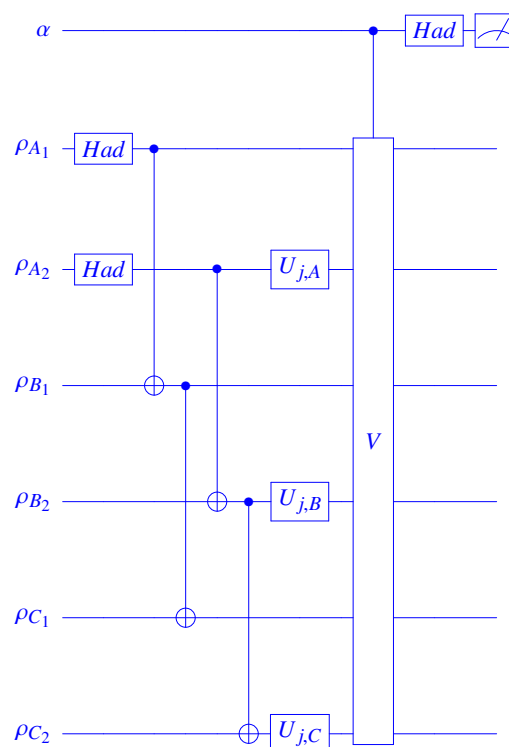 α Had
ρA₁ Had
ρA₂ Had Uj,A
ρB₁
V
ρB₂ Uj,B
ρC₁
ρC₂ Uj,C